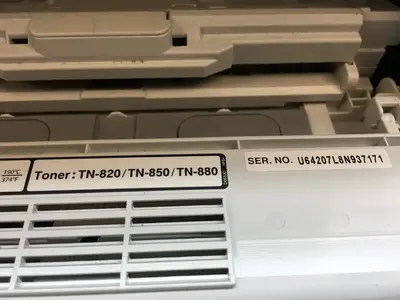 190℃
374°F
Toner: TN-820/TN-850/TN-880
SER. NO. U64207L8N937171